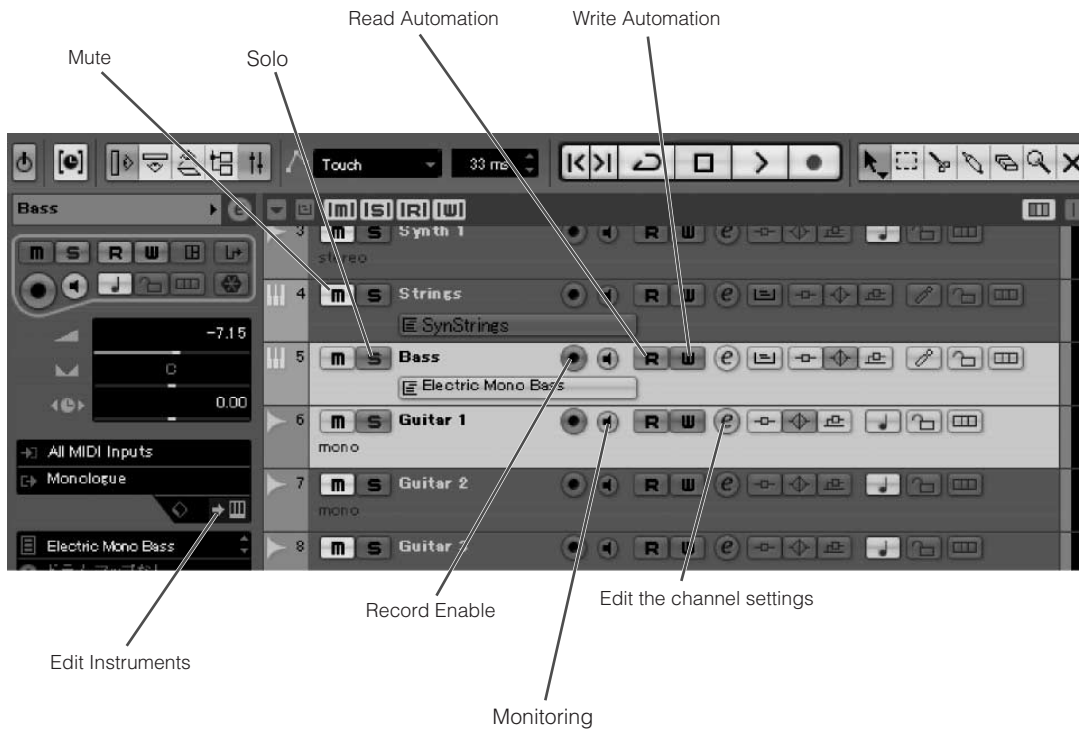 Read Automation
Write Automation
Mute
Solo
Touch
33 ms
Bass
e
m S R W
m S R W
3 m S Synth 1 R W e
stereo
4 m S Strings R W e
SynStrings
-7.15
5 m S Bass R W e
C
Electric Mono Bass
0.00
6 m S Guitar 1 R W e
mono
All MIDI Inputs
Monologue
7 m S Guitar 2 R W e
mono
Electric Mono Bass
8 m S Guitar R W e
Record Enable
Edit the channel settings
Edit Instruments
Monitoring